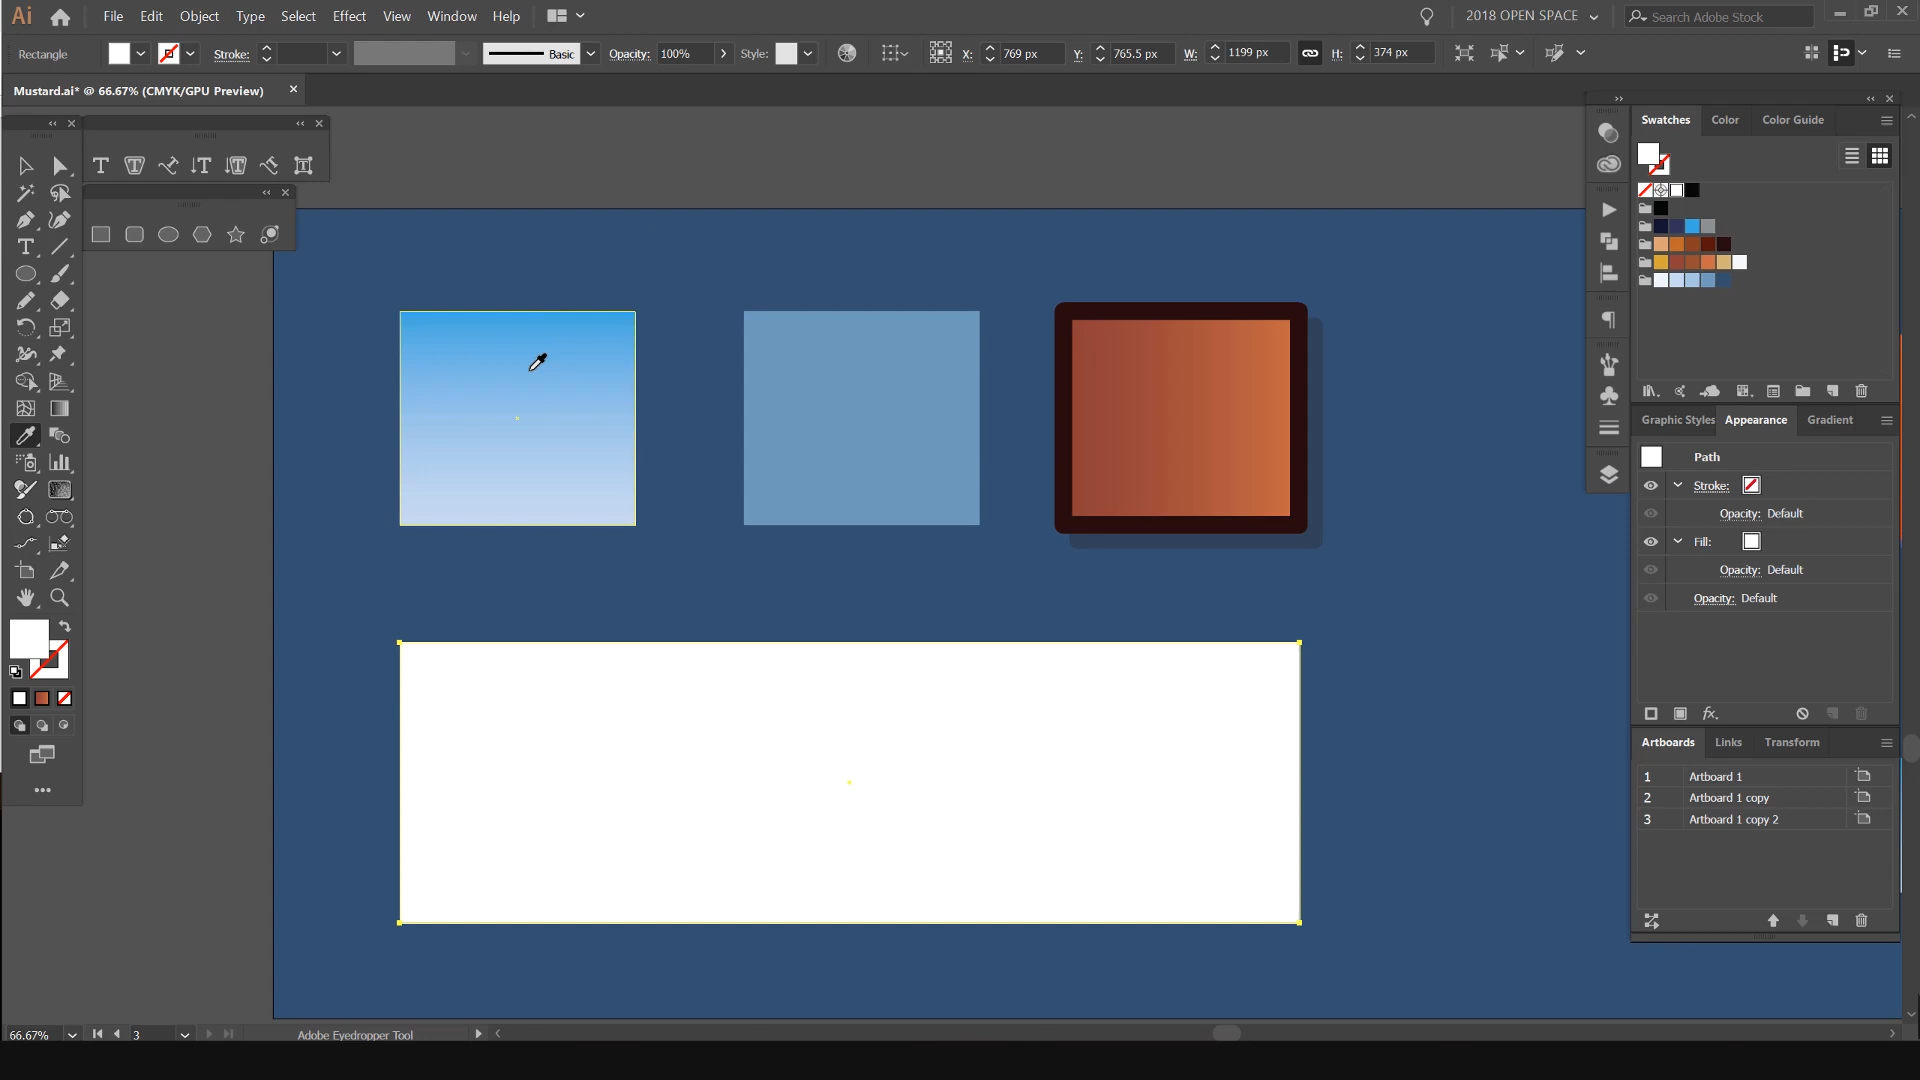 Ai File Edit Object Type Select Effect View Window Help 2018 OPEN SPACE Search Adobe Stock
Rectangle Stroke: Basic Opacity: 100% Style: X: 769 px Y: 765.5 px W: 1199 px H: 374 px
Mustard.ai* @ 66.67% (CMYK/GPU Preview)
Swatches Color Color Guide
Graphic Styles Appearance Gradient
Path
Stroke:
Opacity: Default
Fill:
Opacity: Default
Opacity: Default
fx
Artboards Links Transform
1 Artboard 1
2 Artboard 1 copy
3 Artboard 1 copy 2
66.67% 3 Adobe Eyedropper Tool